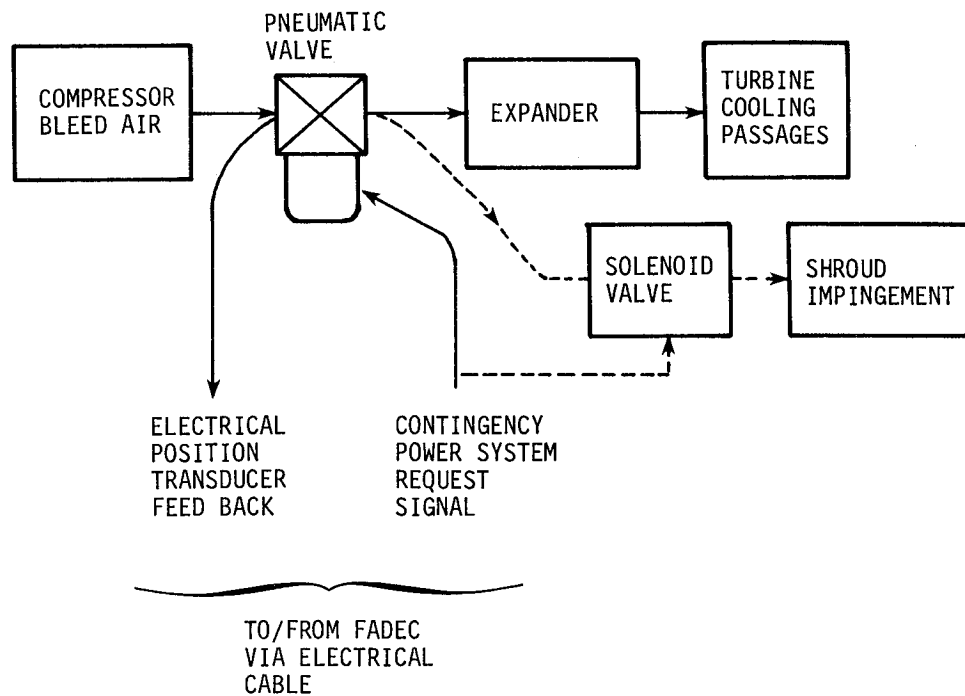 PNEUMATIC
VALVE
COMPRESSOR
BLEED AIR
EXPANDER
TURBINE
COOLING
PASSAGES
SOLENOID
VALVE
SHROUD
IMPINGEMENT
ELECTRICAL
POSITION
TRANSDUCER
FEED BACK
CONTINGENCY
POWER SYSTEM
REQUEST
SIGNAL
TO/FROM FADEC
VIA ELECTRICAL
CABLE